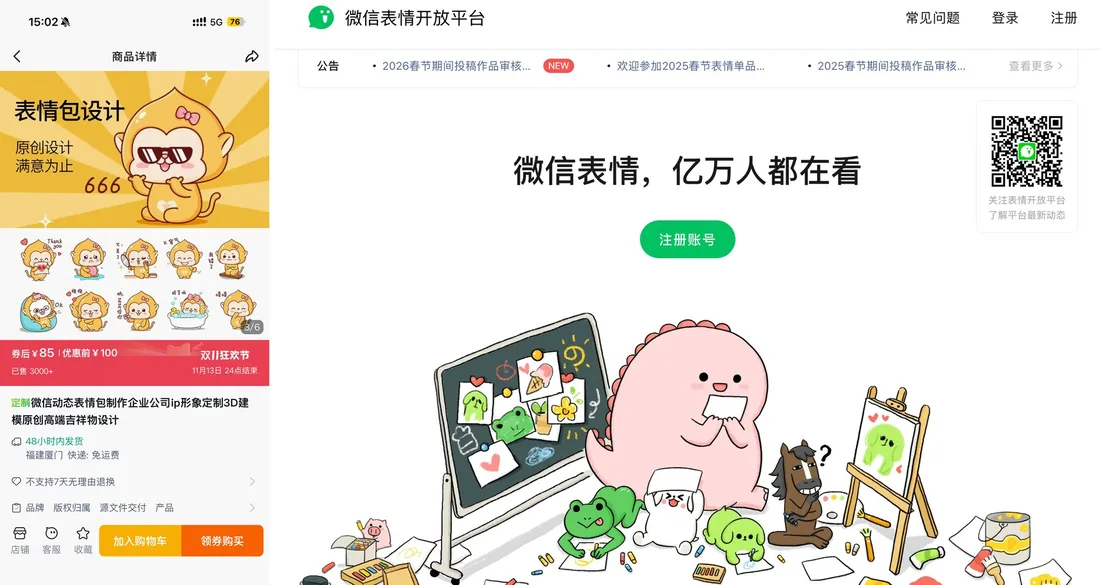 15:02
5G 76
商品详情
表情包设计
原创设计
满意为止
666
Thank you
OK
3/6
券后¥85 优惠前¥100
双11狂欢节
已售 3000+
11月13日 24点结束
定制微信动态表情包制作企业公司ip形象定制3D建
模原创高端吉祥物设计
48小时内发货
福建厦门 快递: 免运费
不支持7天无理由退换
品牌 版权归属 源文件交付 产品
店铺
客服
收藏
加入购物车
领券购买
微信表情开放平台
常见问题
登录
注册
公告
• 2026春节期间投稿作品审核...
NEW
• 欢迎参加2025春节表情单品...
• 2025春节期间投稿作品审核...
查看更多
关注表情开放平台
了解平台最新动态
微信表情，亿万人都在看
注册账号
?